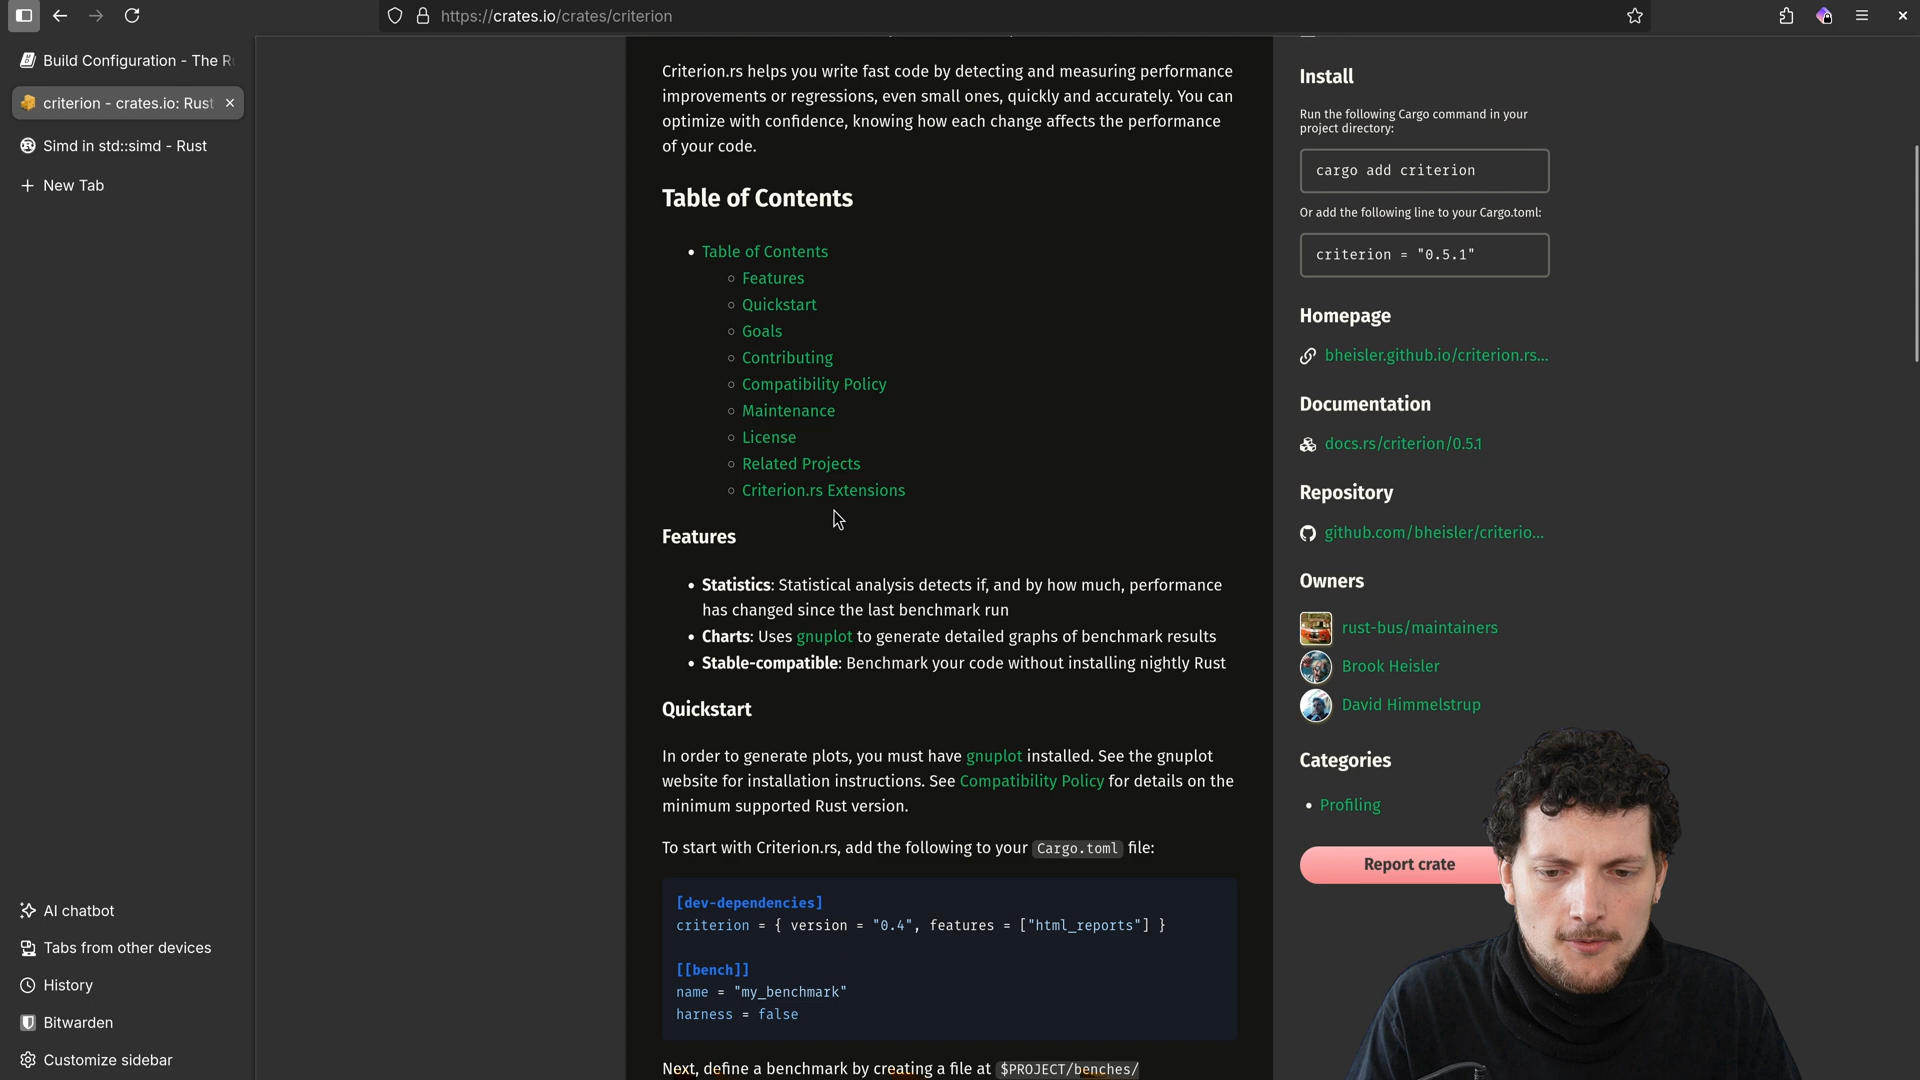 https://crates.io/crates/criterion
Build Configuration - The R
criterion - crates.io: Rust
Simd in std::simd - Rust
New Tab
AI chatbot
Tabs from other devices
History
Bitwarden
Customize sidebar
Criterion.rs helps you write fast code by detecting and measuring performance
improvements or regressions, even small ones, quickly and accurately. You can
optimize with confidence, knowing how each change affects the performance
of your code.
Table of Contents
Table of Contents
Features
Quickstart
Goals
Contributing
Compatibility Policy
Maintenance
License
Related Projects
Criterion.rs Extensions
Features
Statistics: Statistical analysis detects if, and by how much, performance
has changed since the last benchmark run
Charts: Uses gnuplot to generate detailed graphs of benchmark results
Stable-compatible: Benchmark your code without installing nightly Rust
Quickstart
In order to generate plots, you must have gnuplot installed. See the gnuplot
website for installation instructions. See Compatibility Policy for details on the
minimum supported Rust version.
To start with Criterion.rs, add the following to your Cargo.toml file:
[dev-dependencies]
criterion = { version = "0.4", features = ["html_reports"] }
[[bench]]
name = "my_benchmark"
harness = false
Next, define a benchmark by creating a file at $PROJECT/benches/
Install
Run the following Cargo command in your
project directory:
cargo add criterion
Or add the following line to your Cargo.toml:
criterion = "0.5.1"
Homepage
bheisler.github.io/criterion.rs...
Documentation
docs.rs/criterion/0.5.1
Repository
github.com/bheisler/criterio...
Owners
rust-bus/maintainers
Brook Heisler
David Himmelstrup
Categories
Profiling
Report crate